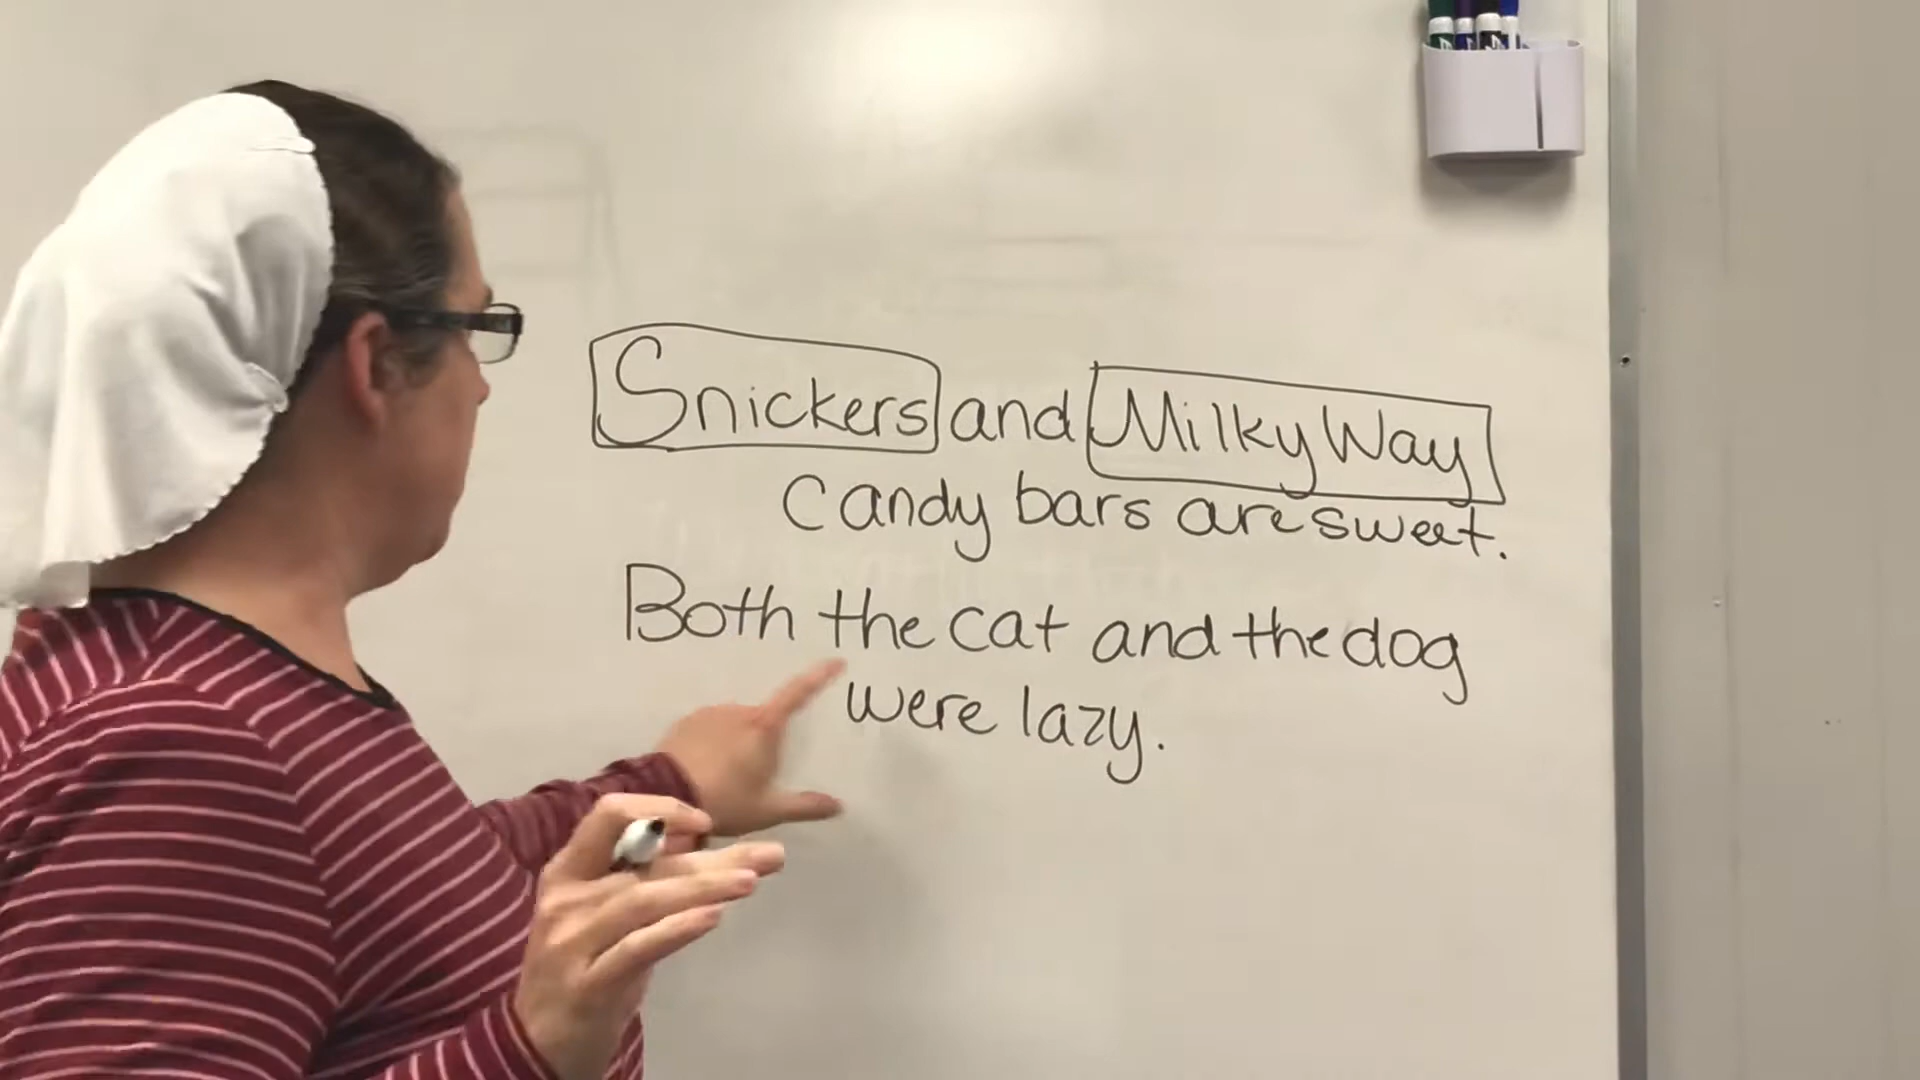 Snickers and Milky Way
candy bars are sweet.
Both the cat and the dog
were lazy.